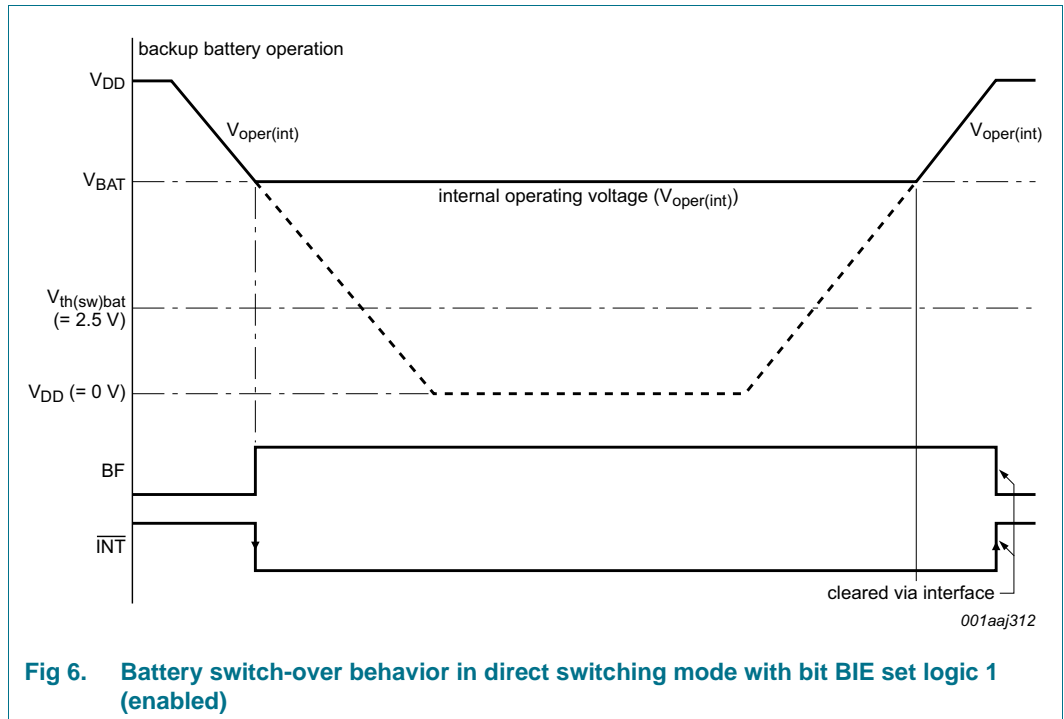 backup battery operation
VDD
Voper(int)
Voper(int)
VBAT
internal operating voltage (Voper(int))
Vth(sw)bat
(= 2.5 V)
VDD (= 0 V)
BF
INT
cleared via interface
001aaj312
Fig 6. Battery switch-over behavior in direct switching mode with bit BIE set logic 1
(enabled)